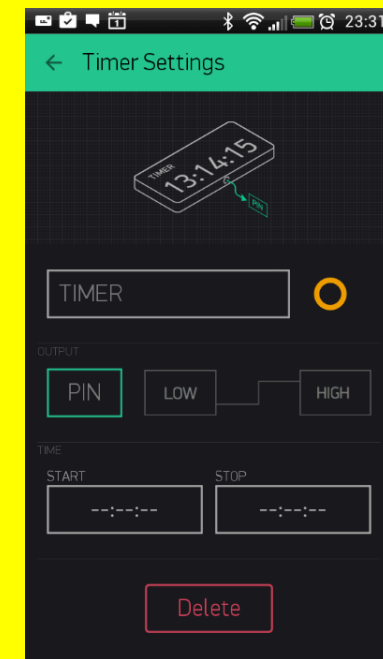 23:31
← Timer Settings
TIMER
13:14:15
PIN
TIMER
OUTPUT
PIN LOW HIGH
TIME
START STOP
--:--:-- --:--:--
Delete